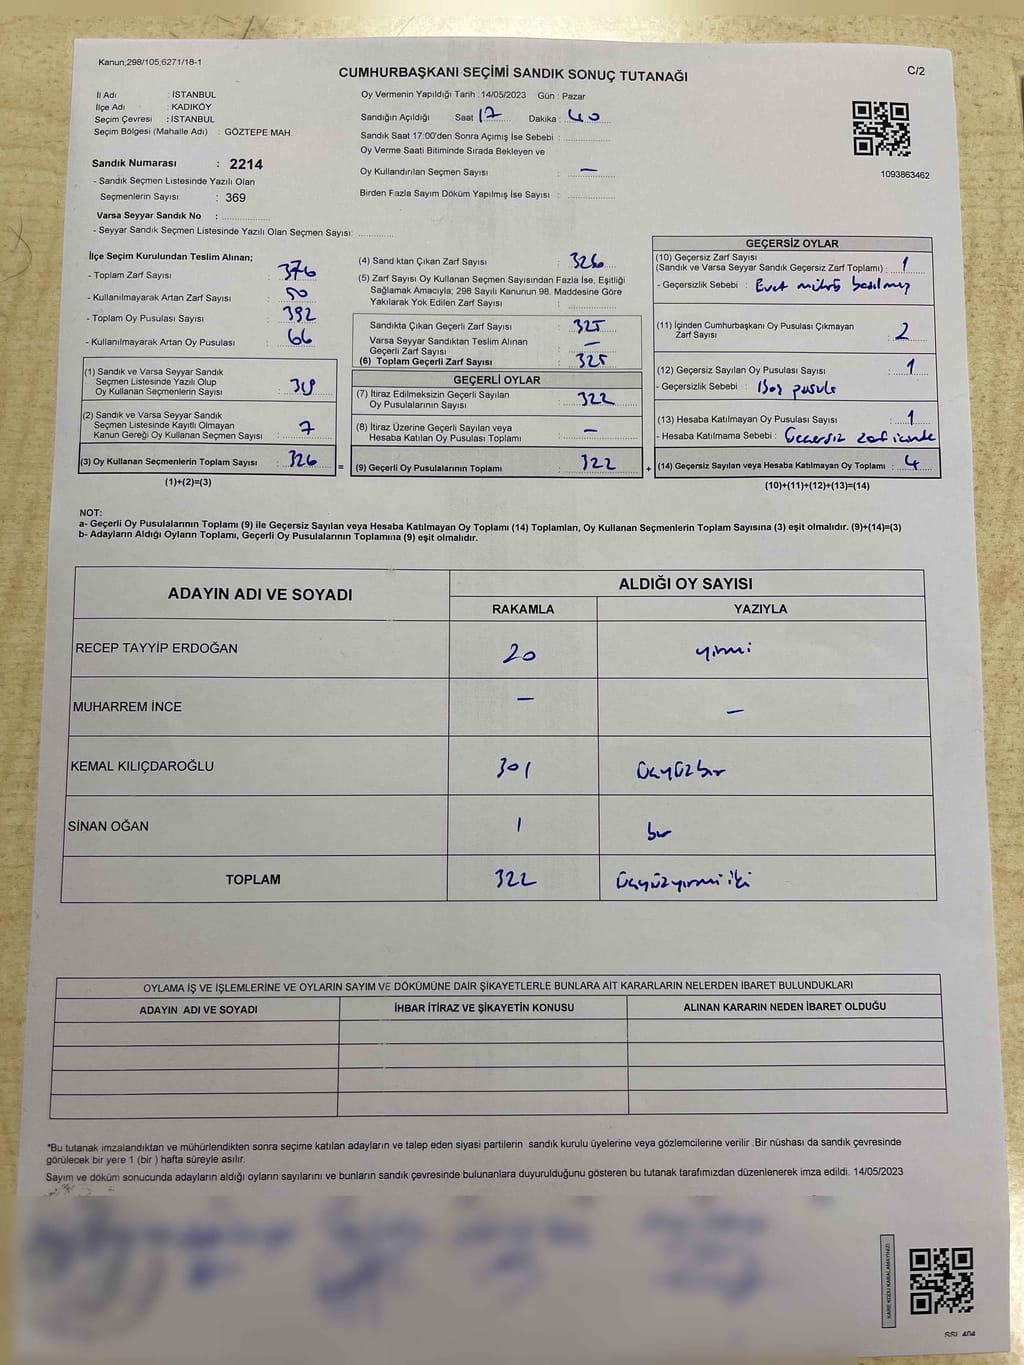 Kanun;298/105;6271/18-1
CUMHURBAŞKANI SEÇİMİ SANDIK SONUÇ TUTANAĞI
C/2
İl Adı : İSTANBUL
İlçe Adı : KADIKÖY
Seçim Çevresi : İSTANBUL
Seçim Bölgesi (Mahalle Adı) : GÖZTEPE MAH.
Sandık Numarası : 2214
- Sandık Seçmen Listesinde Yazılı Olan
Seçmenlerin Sayısı : 369
Varsa Seyyar Sandık No :
- Seyyar Sandık Seçmen Listesinde Yazılı Olan Seçmen Sayısı:
Oy Vermenin Yapıldığı Tarih : 14/05/2023 Gün : Pazar
Sandığın Açıldığı Saat 17 Dakika : 40
Sandık Saat 17:00'den Sonra Açımış İse Sebebi :
Oy Verme Saati Bitiminde Sırada Bekleyen ve
Oy Kullandırılan Seçmen Sayısı : —
Birden Fazla Sayım Döküm Yapılmış İse Sayısı :
1093863462
İlçe Seçim Kurulundan Teslim Alınan;
- Toplam Zarf Sayısı : 376
- Kullanılmayarak Artan Zarf Sayısı : 50
- Toplam Oy Pusulası Sayısı : 392
- Kullanılmayarak Artan Oy Pusulası : 66
(1) Sandık ve Varsa Seyyar Sandık
Seçmen Listesinde Yazılı Olup
Oy Kullanan Seçmenlerin Sayısı : 319
(2) Sandık ve Varsa Seyyar Sandık
Seçmen Listesinde Kayıtlı Olmayan
Kanun Gereği Oy Kullanan Seçmen Sayısı : 7
(3) Oy Kullanan Seçmenlerin Toplam Sayısı : 326
(1)+(2)=(3)
(4) Sandıktan Çıkan Zarf Sayısı : 326
(5) Zarf Sayısı Oy Kullanan Seçmen Sayısından Fazla İse, Eşitliği
Sağlamak Amacıyla; 298 Sayılı Kanunun 98. Maddesine Göre
Yakılarak Yok Edilen Zarf Sayısı :
Sandıkta Çıkan Geçerli Zarf Sayısı : 325
Varsa Seyyar Sandıktan Teslim Alınan
Geçerli Zarf Sayısı : —
(6) Toplam Geçerli Zarf Sayısı : 325
GEÇERLİ OYLAR
(7) İtiraz Edilmeksizin Geçerli Sayılan
Oy Pusulalarının Sayısı : 322
(8) İtiraz Üzerine Geçerli Sayılan veya
Hesaba Katılan Oy Pusulası Toplamı : —
= (9) Geçerli Oy Pusulalarının Toplamı : 322
GEÇERSİZ OYLAR
(10) Geçersiz Zarf Sayısı
(Sandık ve Varsa Seyyar Sandık Geçersiz Zarf Toplamı) : 1
- Geçersizlik Sebebi : Evet mührü basılmış
(11) İçinden Cumhurbaşkanı Oy Pusulası Çıkmayan
Zarf Sayısı : 2
(12) Geçersiz Sayılan Oy Pusulası Sayısı : 1
- Geçersizlik Sebebi : Boş pusula
(13) Hesaba Katılmayan Oy Pusulası Sayısı : 1
- Hesaba Katılmama Sebebi : Geçersiz zarf içinde
+ (14) Geçersiz Sayılan veya Hesaba Katılmayan Oy Toplamı : 4
(10)+(11)+(12)+(13)=(14)
NOT:
a- Geçerli Oy Pusulalarının Toplamı (9) ile Geçersiz Sayılan veya Hesaba Katılmayan Oy Toplamı (14) Toplamları, Oy Kullanan Seçmenlerin Toplam Sayısına (3) eşit olmalıdır. (9)+(14)=(3)
b- Adayların Aldığı Oyların Toplamı, Geçerli Oy Pusulalarının Toplamına (9) eşit olmalıdır.
ADAYIN ADI VE SOYADI
ALDIĞI OY SAYISI
RAKAMLA YAZIYLA
RECEP TAYYİP ERDOĞAN 20 yirmi
MUHARREM İNCE — —
KEMAL KILIÇDAROĞLU 301 üçyüzbir
SİNAN OĞAN 1 bir
TOPLAM 322 üçyüzyirmi iki
OYLAMA İŞ VE İŞLEMLERİNE VE OYLARIN SAYIM VE DÖKÜMÜNE DAİR ŞİKAYETLERLE BUNLARA AİT KARARLARIN NELERDEN İBARET BULUNDUKLARI
ADAYIN ADI VE SOYADI İHBAR İTİRAZ VE ŞİKAYETİN KONUSU ALINAN KARARIN NEDEN İBARET OLDUĞU
*Bu tutanak imzalandıktan ve mühürlendikten sonra seçime katılan adayların ve talep eden siyasi partilerin sandık kurulu üyelerine veya gözlemcilerine verilir .Bir nüshası da sandık çevresinde
görülecek bir yere 1 (bir ) hafta süreyle asılır.
Sayım ve döküm sonucunda adayların aldığı oyların sayılarını ve bunların sandık çevresinde bulunanlara duyurulduğunu gösteren bu tutanak tarafımızdan düzenlenerek imza edildi. 14/05/2023
KARE KODU KARALAMAYINIZ!